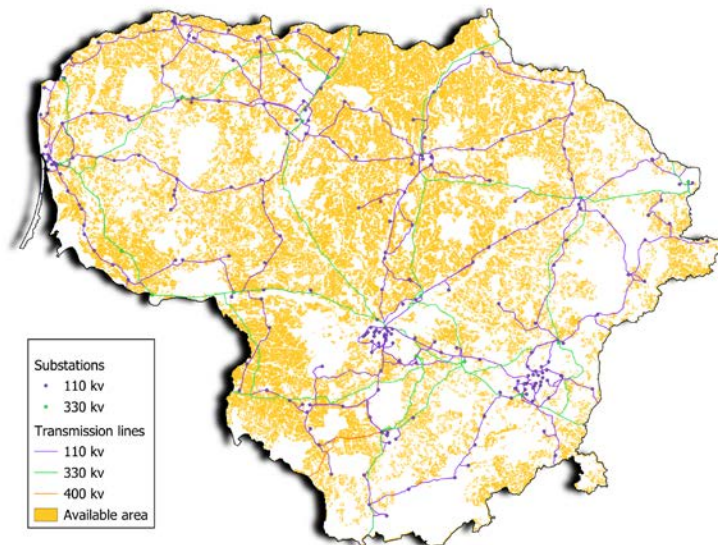 Substations
110 kv
330 kv
Transmission lines
110 kv
330 kv
400 kv
Available area